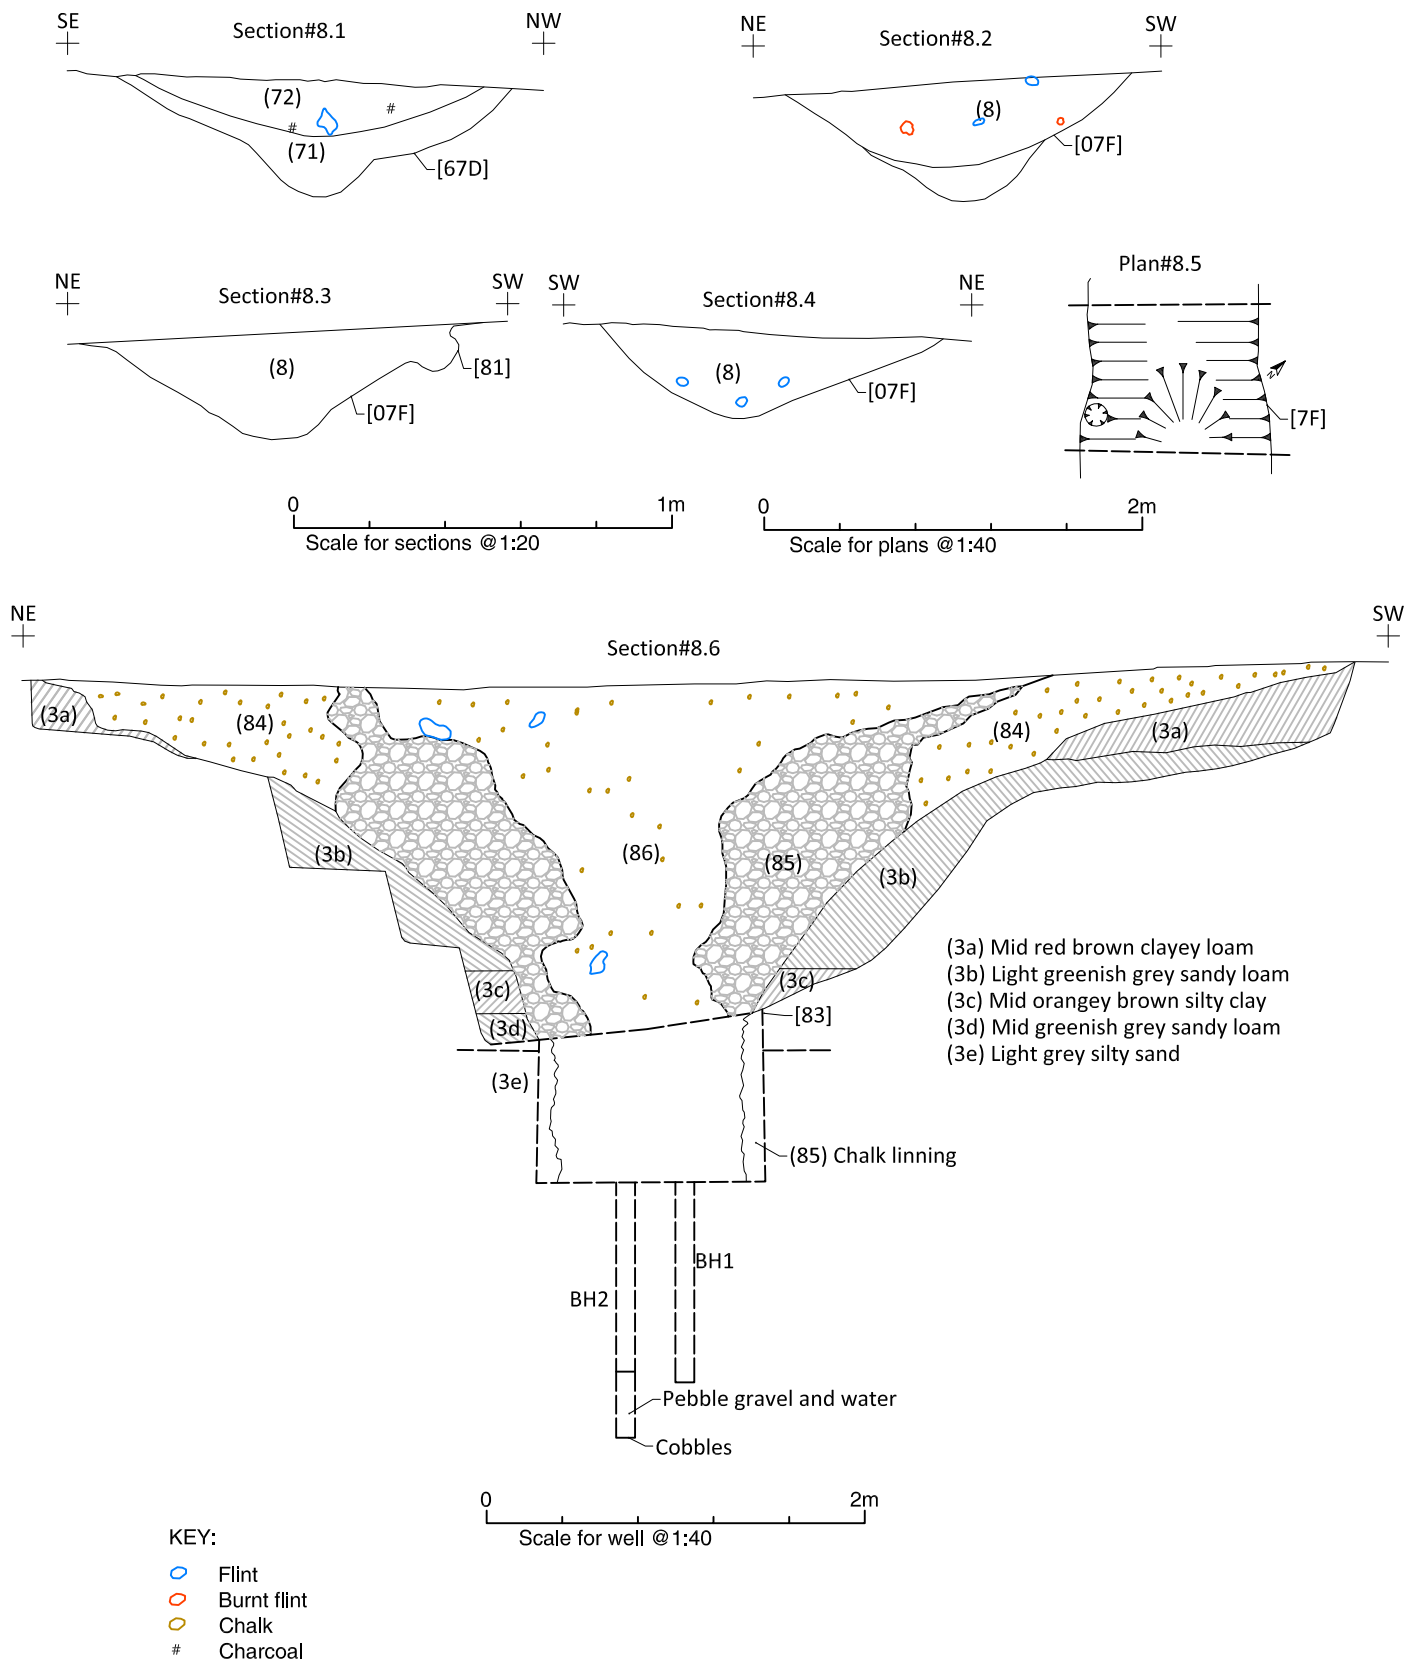 SE
Section#8.1
NW
(72)
#
#
(71)
[67D]
NE
Section#8.2
SW
(8)
[07F]
NE
Section#8.3
SW
(8)
[81]
[07F]
SW
Section#8.4
NE
(8)
[07F]
Plan#8.5
N
[7F]
0 1m
Scale for sections @1:20
0 2m
Scale for plans @1:40
NE
Section#8.6
SW
(3a)
(84)
(84)
(3a)
(3b)
(86)
(85)
(3b)
(3c)
(3c)
(3d)
[83]
(3e)
(85) Chalk linning
(3a) Mid red brown clayey loam
(3b) Light greenish grey sandy loam
(3c) Mid orangey brown silty clay
(3d) Mid greenish grey sandy loam
(3e) Light grey silty sand
BH1
BH2
Pebble gravel and water
Cobbles
0 2m
Scale for well @1:40
KEY:
Flint
Burnt flint
Chalk
# Charcoal